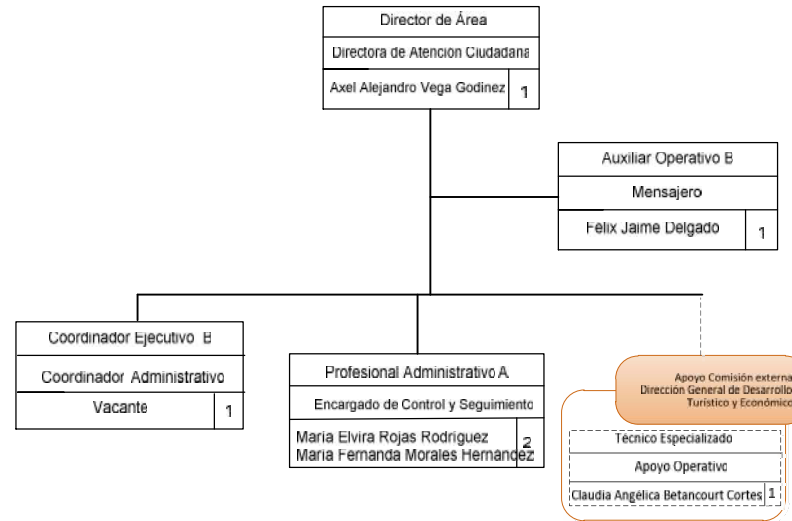 Director de Área
Directora de Atencion Ciudadana
Axel Alejandro Vega Godinez 1
Auxiliar Operativo B
Mensajero
Felix Jaime Delgado 1
Coordinador Ejecutivo B
Coordinador Administrativo
Vacante 1
Profesional Administrativo A
Encargado de Control y Seguimiento
Maria Elvira Rojas Rodriguez
Maria Fernanda Morales Hernandez 2
Apoyo Comisión externa
Dirección General de Desarrollo
Turístico y Económico
Técnico Especializado
Apoyo Operativo
Claudia Angélica Betancourt Cortes 1